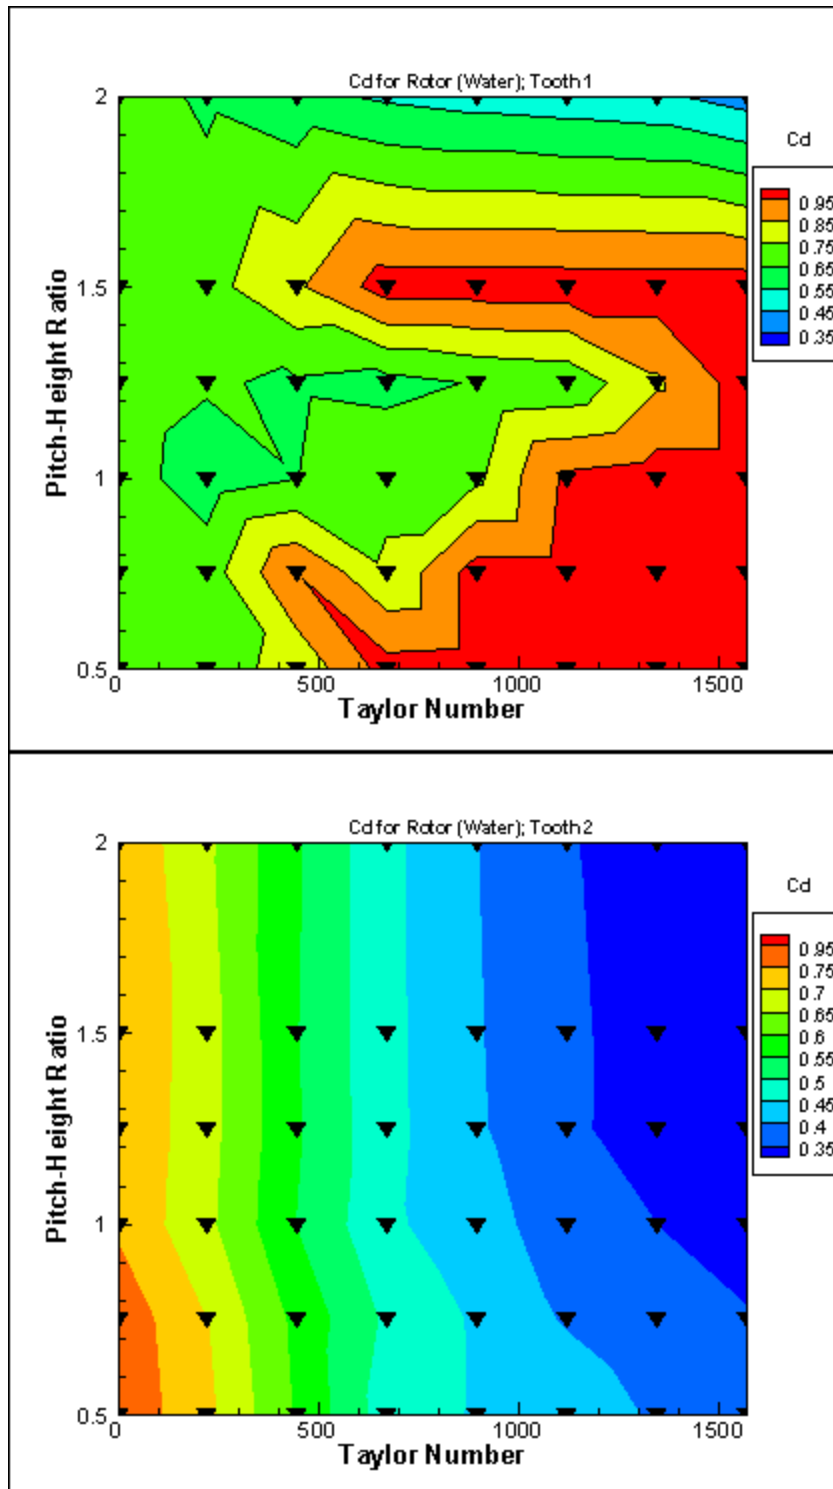 Cd for Rotor (Water); Tooth 1
Cd
0.95
0.85
0.75
0.65
0.55
0.45
0.35
2
1.5
1
0.5
Pitch-Height Ratio
0 500 1000 1500
Taylor Number
Cd for Rotor (Water); Tooth 2
Cd
0.95
0.75
0.7
0.65
0.6
0.55
0.5
0.45
0.4
0.35
2
1.5
1
0.5
Pitch-Height Ratio
0 500 1000 1500
Taylor Number